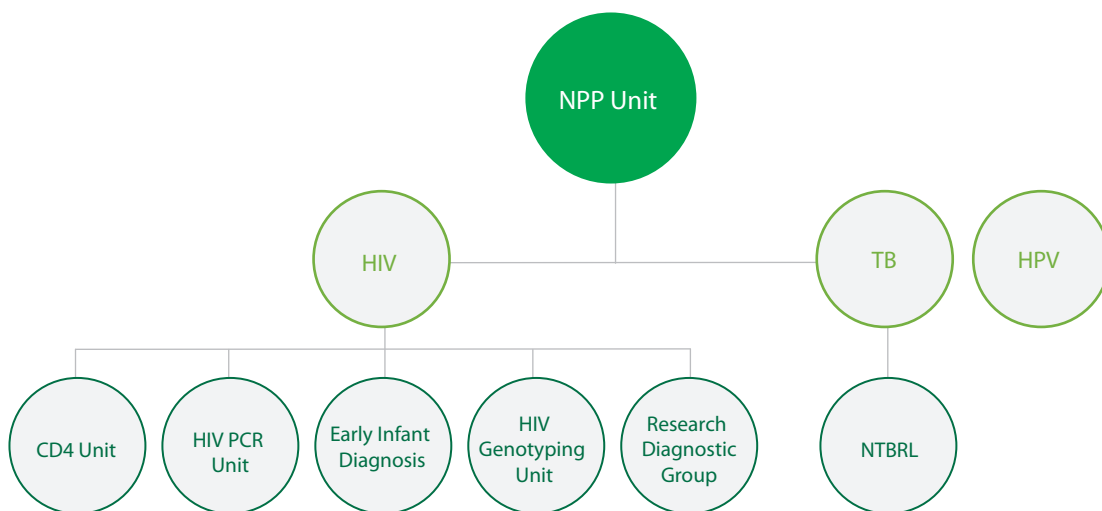 NPP Unit
HIV
TB
HPV
CD4 Unit
HIV PCR
Unit
Early Infant
Diagnosis
HIV
Genotyping
Unit
Research
Diagnostic
Group
NTBRL